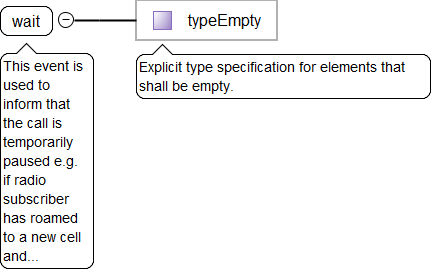 wait
typeEmpty
This event is
used to
inform that
the call is
temporarily
paused e.g.
if radio
subscriber
has roamed
to a new cell
and...
Explicit type specification for elements that
shall be empty.